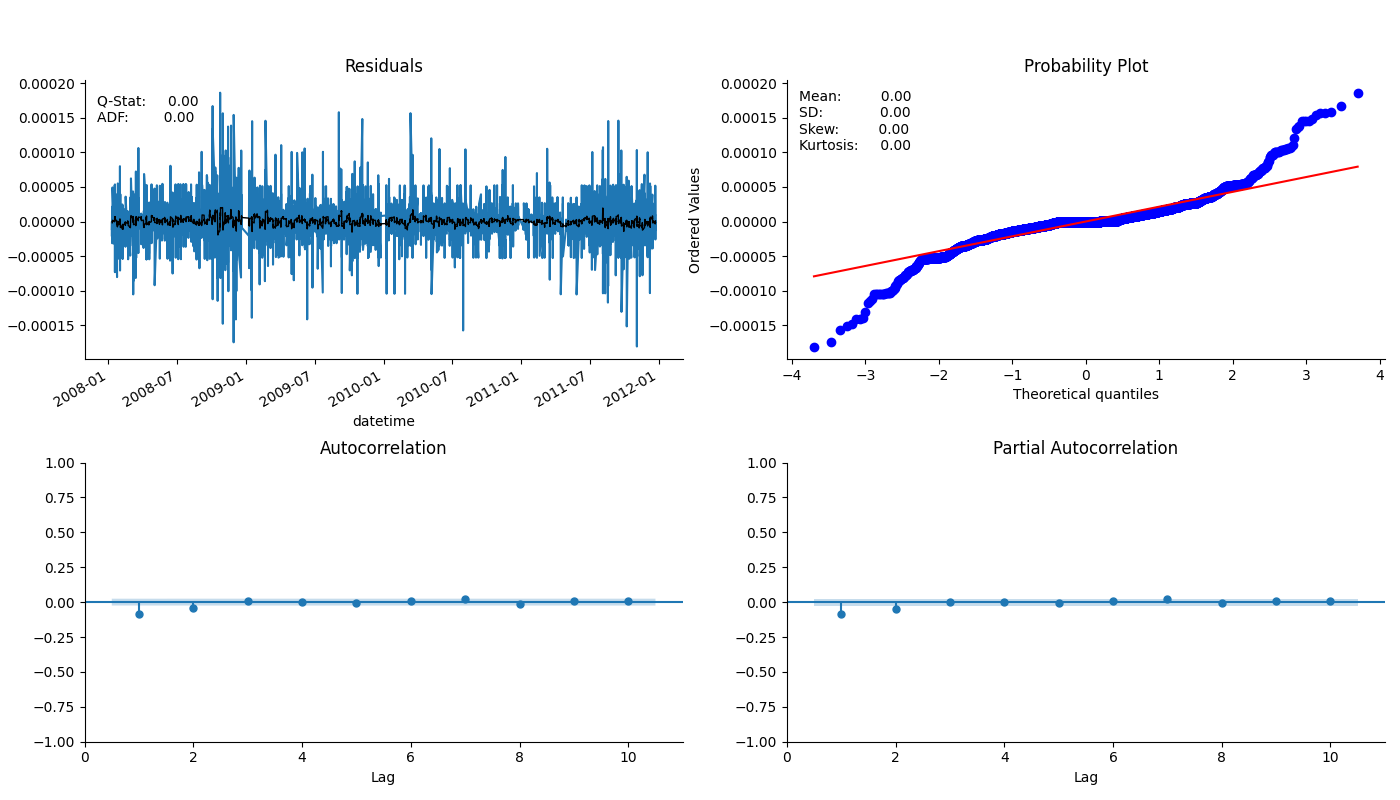 Residuals
0.00020
0.00015
0.00010
0.00005
0.00000
−0.00005
−0.00010
−0.00015
Q-Stat: 0.00
ADF: 0.00
2008-01 2008-07 2009-01 2009-07 2010-01 2010-07 2011-01 2011-07 2012-01
datetime
Probability Plot
Ordered Values
0.00020
0.00015
0.00010
0.00005
0.00000
−0.00005
−0.00010
−0.00015
Mean: 0.00
SD: 0.00
Skew: 0.00
Kurtosis: 0.00
−4 −3 −2 −1 0 1 2 3 4
Theoretical quantiles
Autocorrelation
1.00
0.75
0.50
0.25
0.00
−0.25
−0.50
−0.75
−1.00
0 2 4 6 8 10
Lag
Partial Autocorrelation
1.00
0.75
0.50
0.25
0.00
−0.25
−0.50
−0.75
−1.00
0 2 4 6 8 10
Lag